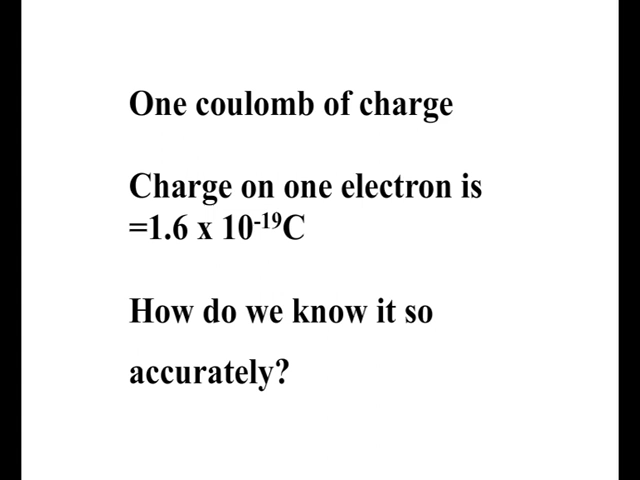 One coulomb of charge
Charge on one electron is
=1.6 x 10⁻¹⁹C
How do we know it so
accurately?